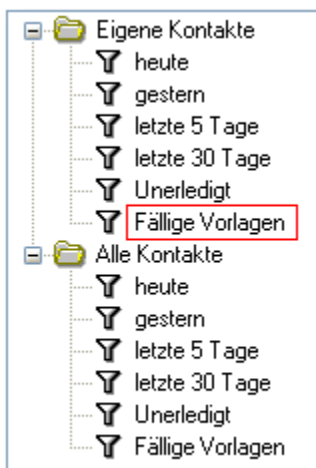 Eigene Kontakte
heute
gestern
letzte 5 Tage
letzte 30 Tage
Unerledigt
Fällige Vorlagen
Alle Kontakte
heute
gestern
letzte 5 Tage
letzte 30 Tage
Unerledigt
Fällige Vorlagen